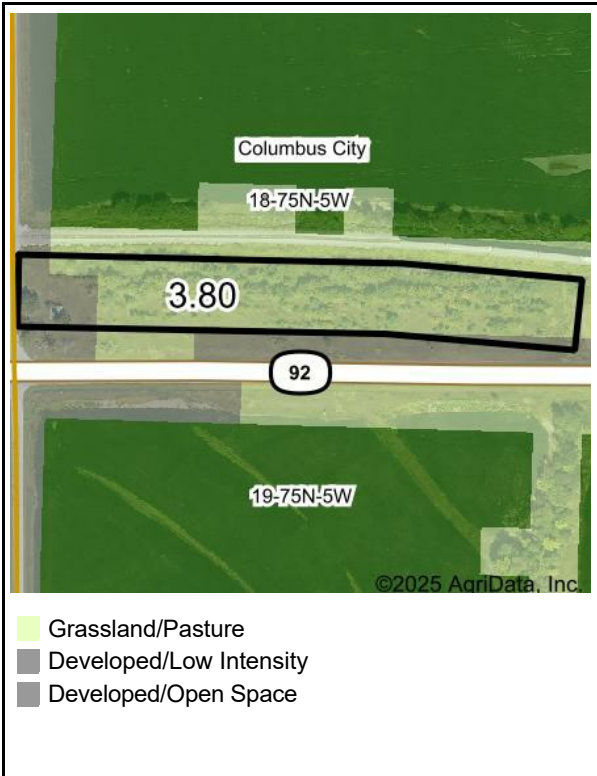 Columbus City
18-75N-5W
3.80
92
19-75N-5W
©2025 AgriData, Inc.
Grassland/Pasture
Developed/Low Intensity
Developed/Open Space